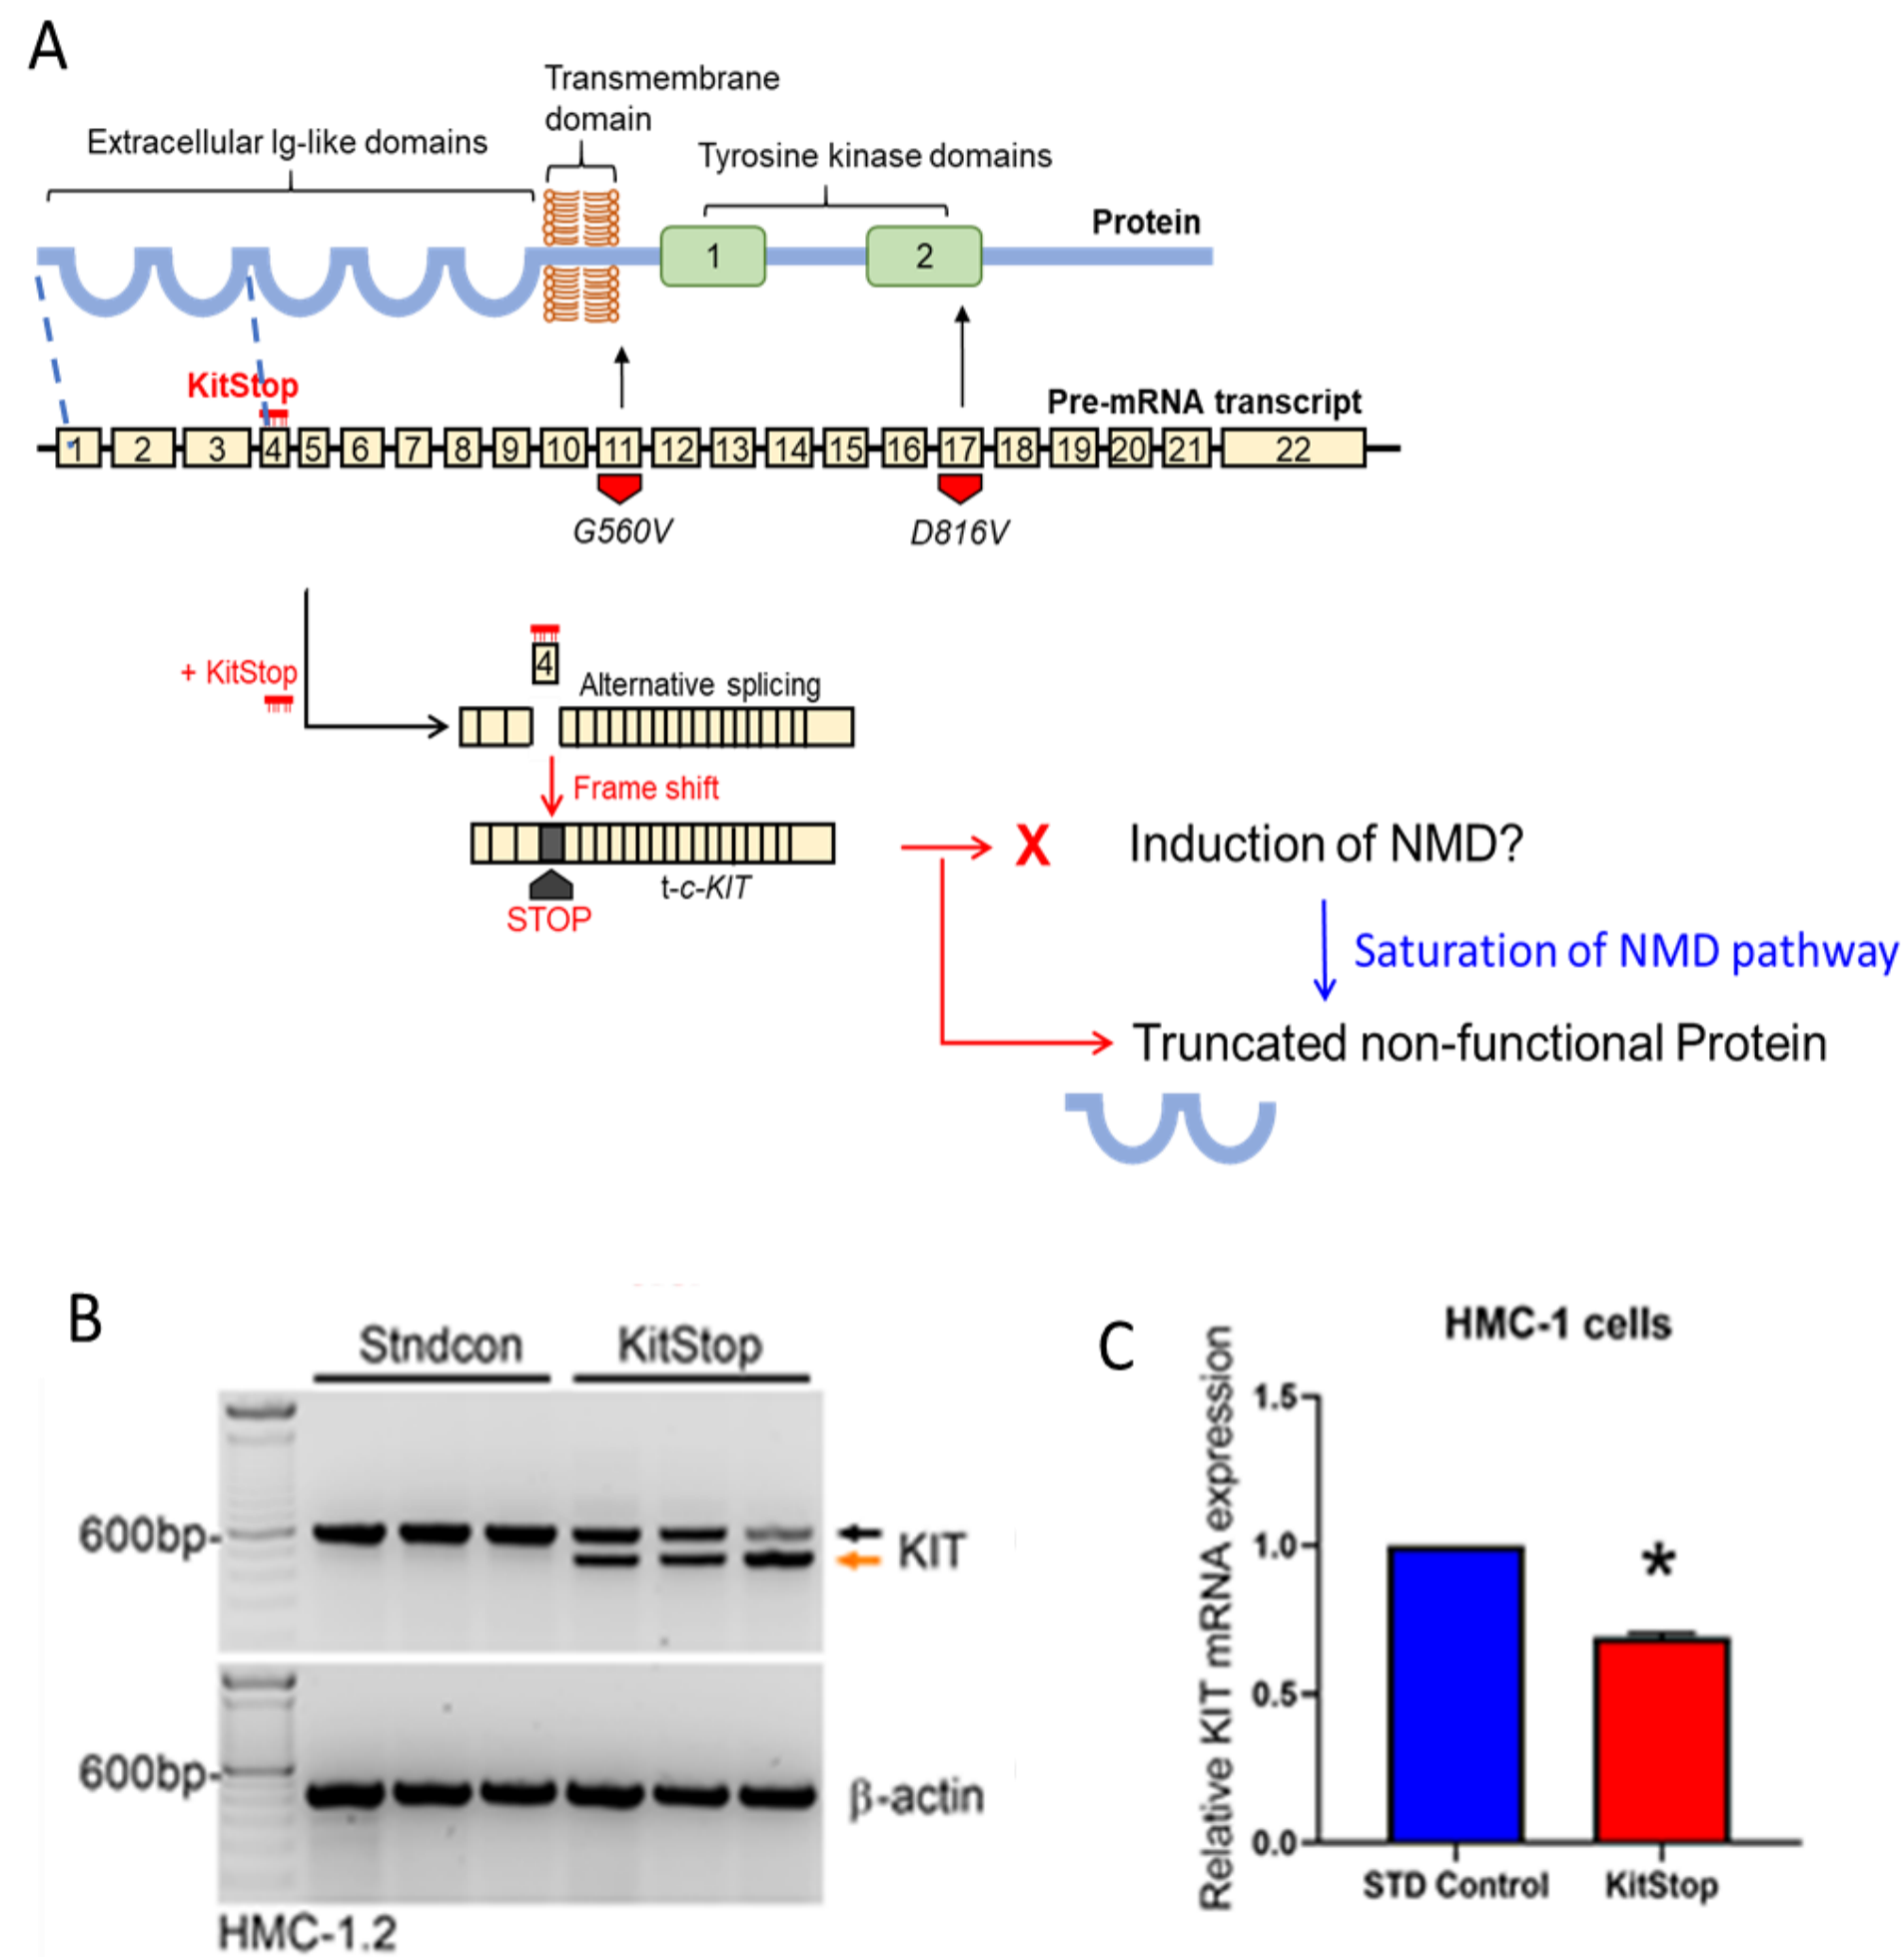 A
Transmembrane
domain
Extracellular Ig-like domains
Tyrosine kinase domains
Protein
1
2
KitStop
Pre-mRNA transcript
1 2 3 4 5 6 7 8 9 10 11 12 13 14 15 16 17 18 19 20 21 22
G560V
D816V
+ KitStop
4
Alternative splicing
Frame shift
X
Induction of NMD?
t-c-KIT
STOP
Saturation of NMD pathway
Truncated non-functional Protein
B
Stndcon
KitStop
600bp-
KIT
600bp-
β-actin
HMC-1.2
C
HMC-1 cells
Relative KIT mRNA expression
1.5
1.0
*
0.5
0.0
STD Control
KitStop